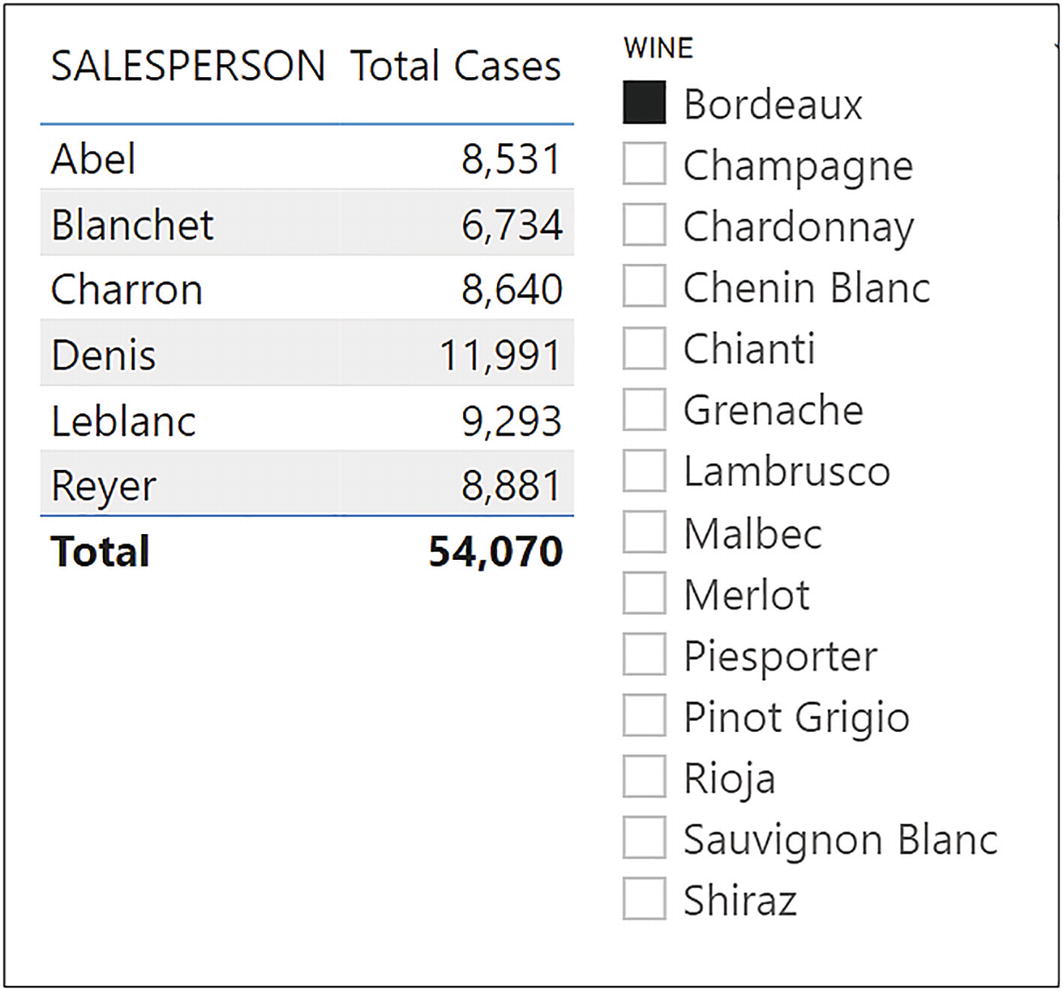 SALESPERSON Total Cases
Abel 8,531
Blanchet 6,734
Charron 8,640
Denis 11,991
Leblanc 9,293
Reyer 8,881
Total 54,070
WINE
Bordeaux
Champagne
Chardonnay
Chenin Blanc
Chianti
Grenache
Lambrusco
Malbec
Merlot
Piesporter
Pinot Grigio
Rioja
Sauvignon Blanc
Shiraz